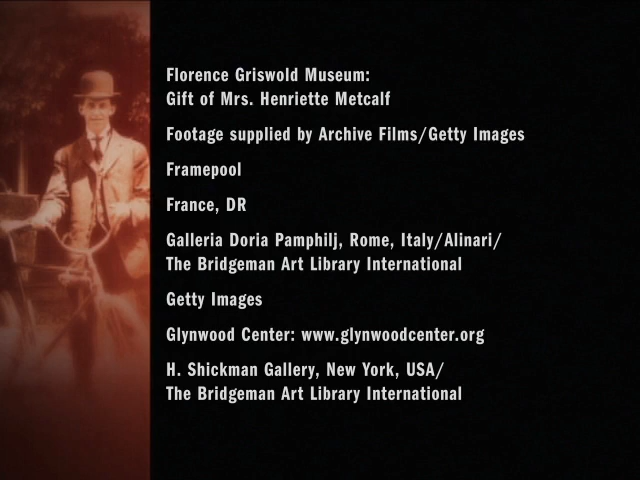 Florence Griswold Museum:
Gift of Mrs. Henriette Metcalf
Footage supplied by Archive Films/Getty Images
Framepool
France, DR
Galleria Doria Pamphilj, Rome, Italy/Alinari/
The Bridgeman Art Library International
Getty Images
Glynwood Center: www.glynwoodcenter.org
H. Shickman Gallery, New York, USA/
The Bridgeman Art Library International